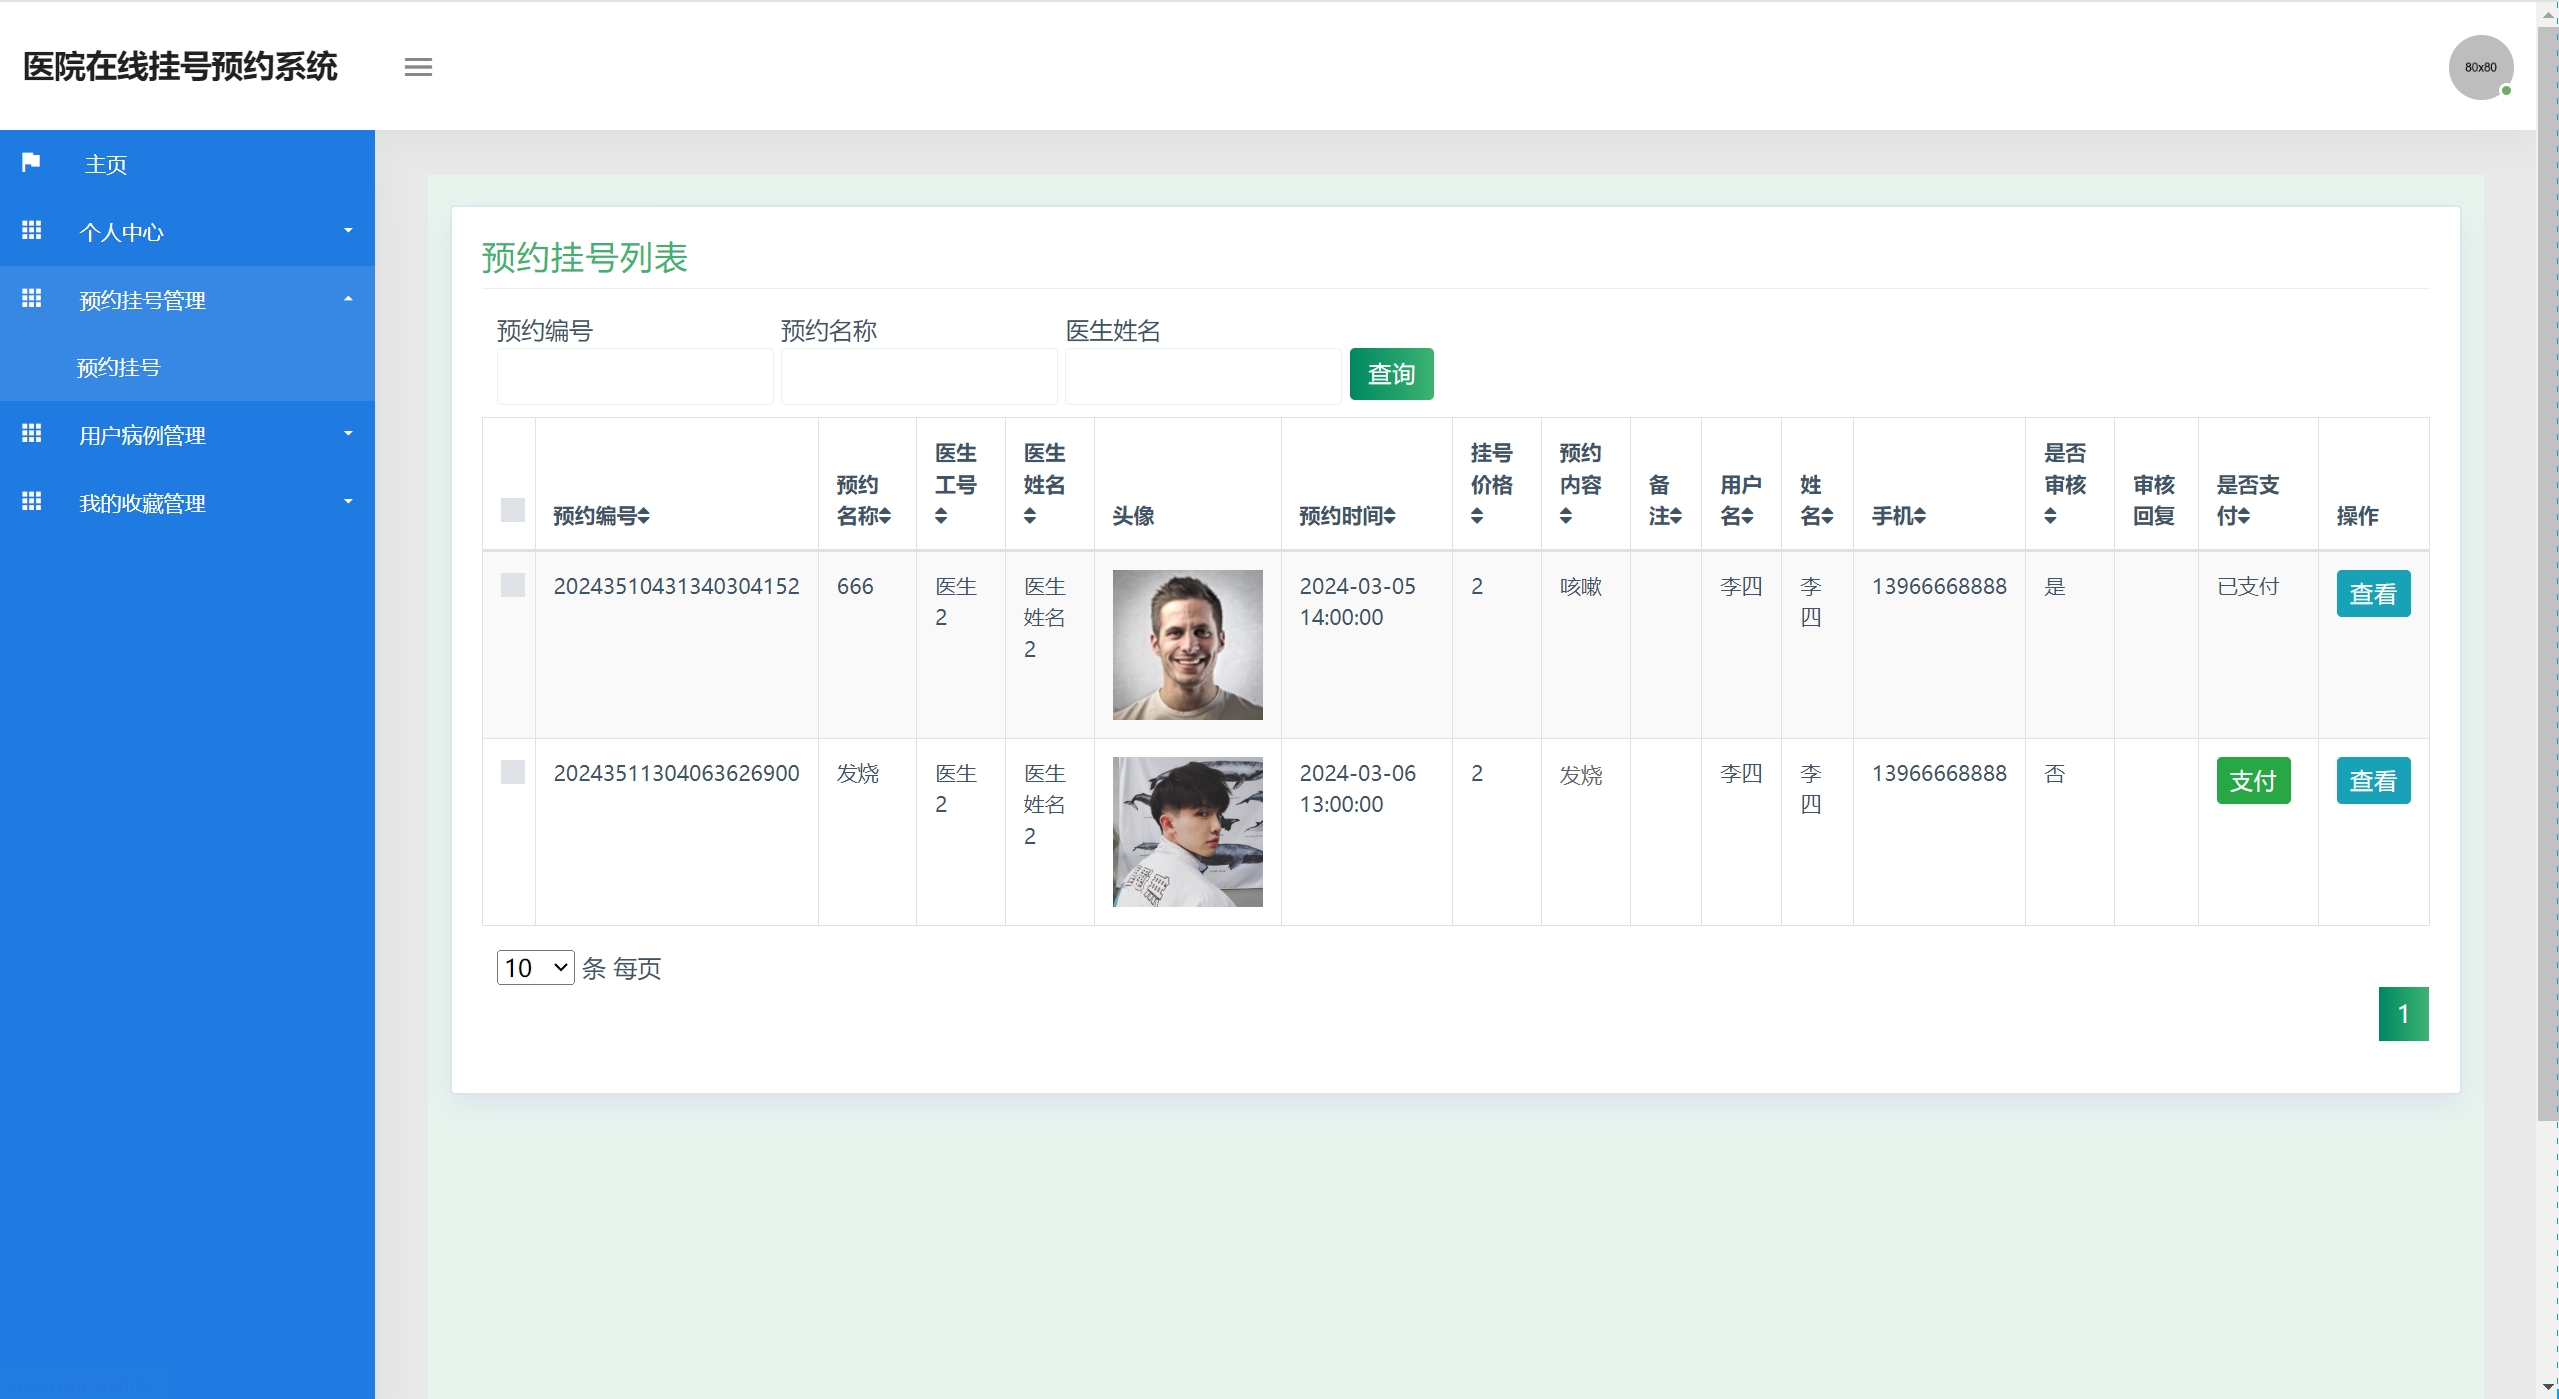 医院在线挂号预约系统
80x80
主页
个人中心
预约挂号管理
预约挂号
用户病例管理
我的收藏管理
预约挂号列表
预约编号 预约名称 医生姓名
查询
预约编号 预约名称 医生工号 医生姓名 头像 预约时间 挂号价格 预约内容 备注 用户名 姓名 手机 是否审核 审核回复 是否支付 操作
20243510431340304152 666 医生2 医生姓名2 2024-03-05 14:00:00 2 咳嗽 李四 李四 13966668888 是 已支付 查看
20243511304063626900 发烧 医生2 医生姓名2 2024-03-06 13:00:00 2 发烧 李四 李四 13966668888 否 支付 查看
10 条 每页
1